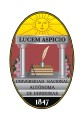 LUCEM ASPICIO
UNIVERSIDAD NACIONAL
AUTÓNOMA
DE HONDURAS
1847